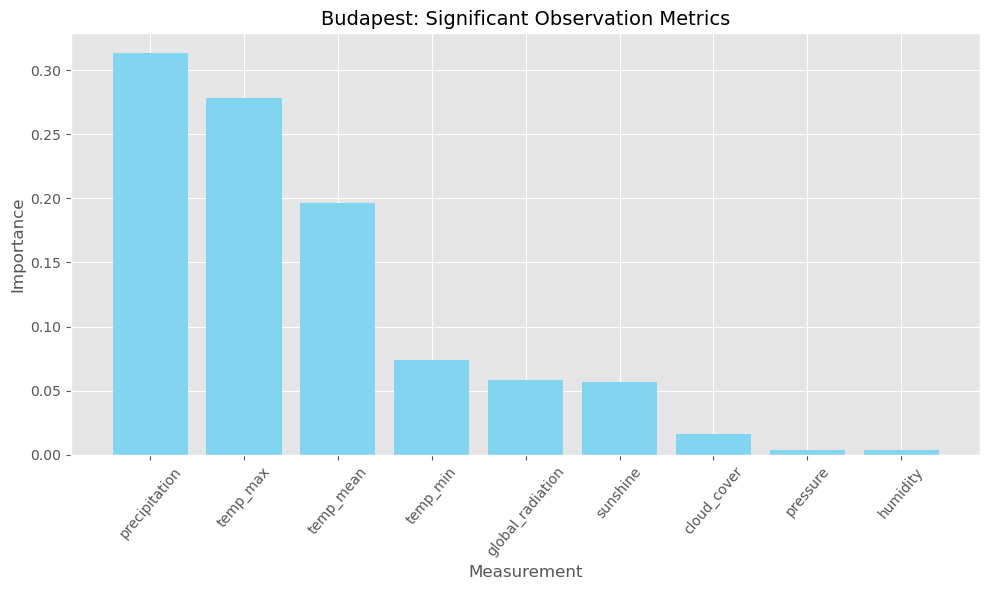 Budapest: Significant Observation Metrics
Importance
0.30
0.25
0.20
0.15
0.10
0.05
0.00
precipitation
temp_max
temp_mean
temp_min
global_radiation
sunshine
cloud_cover
pressure
humidity
Measurement